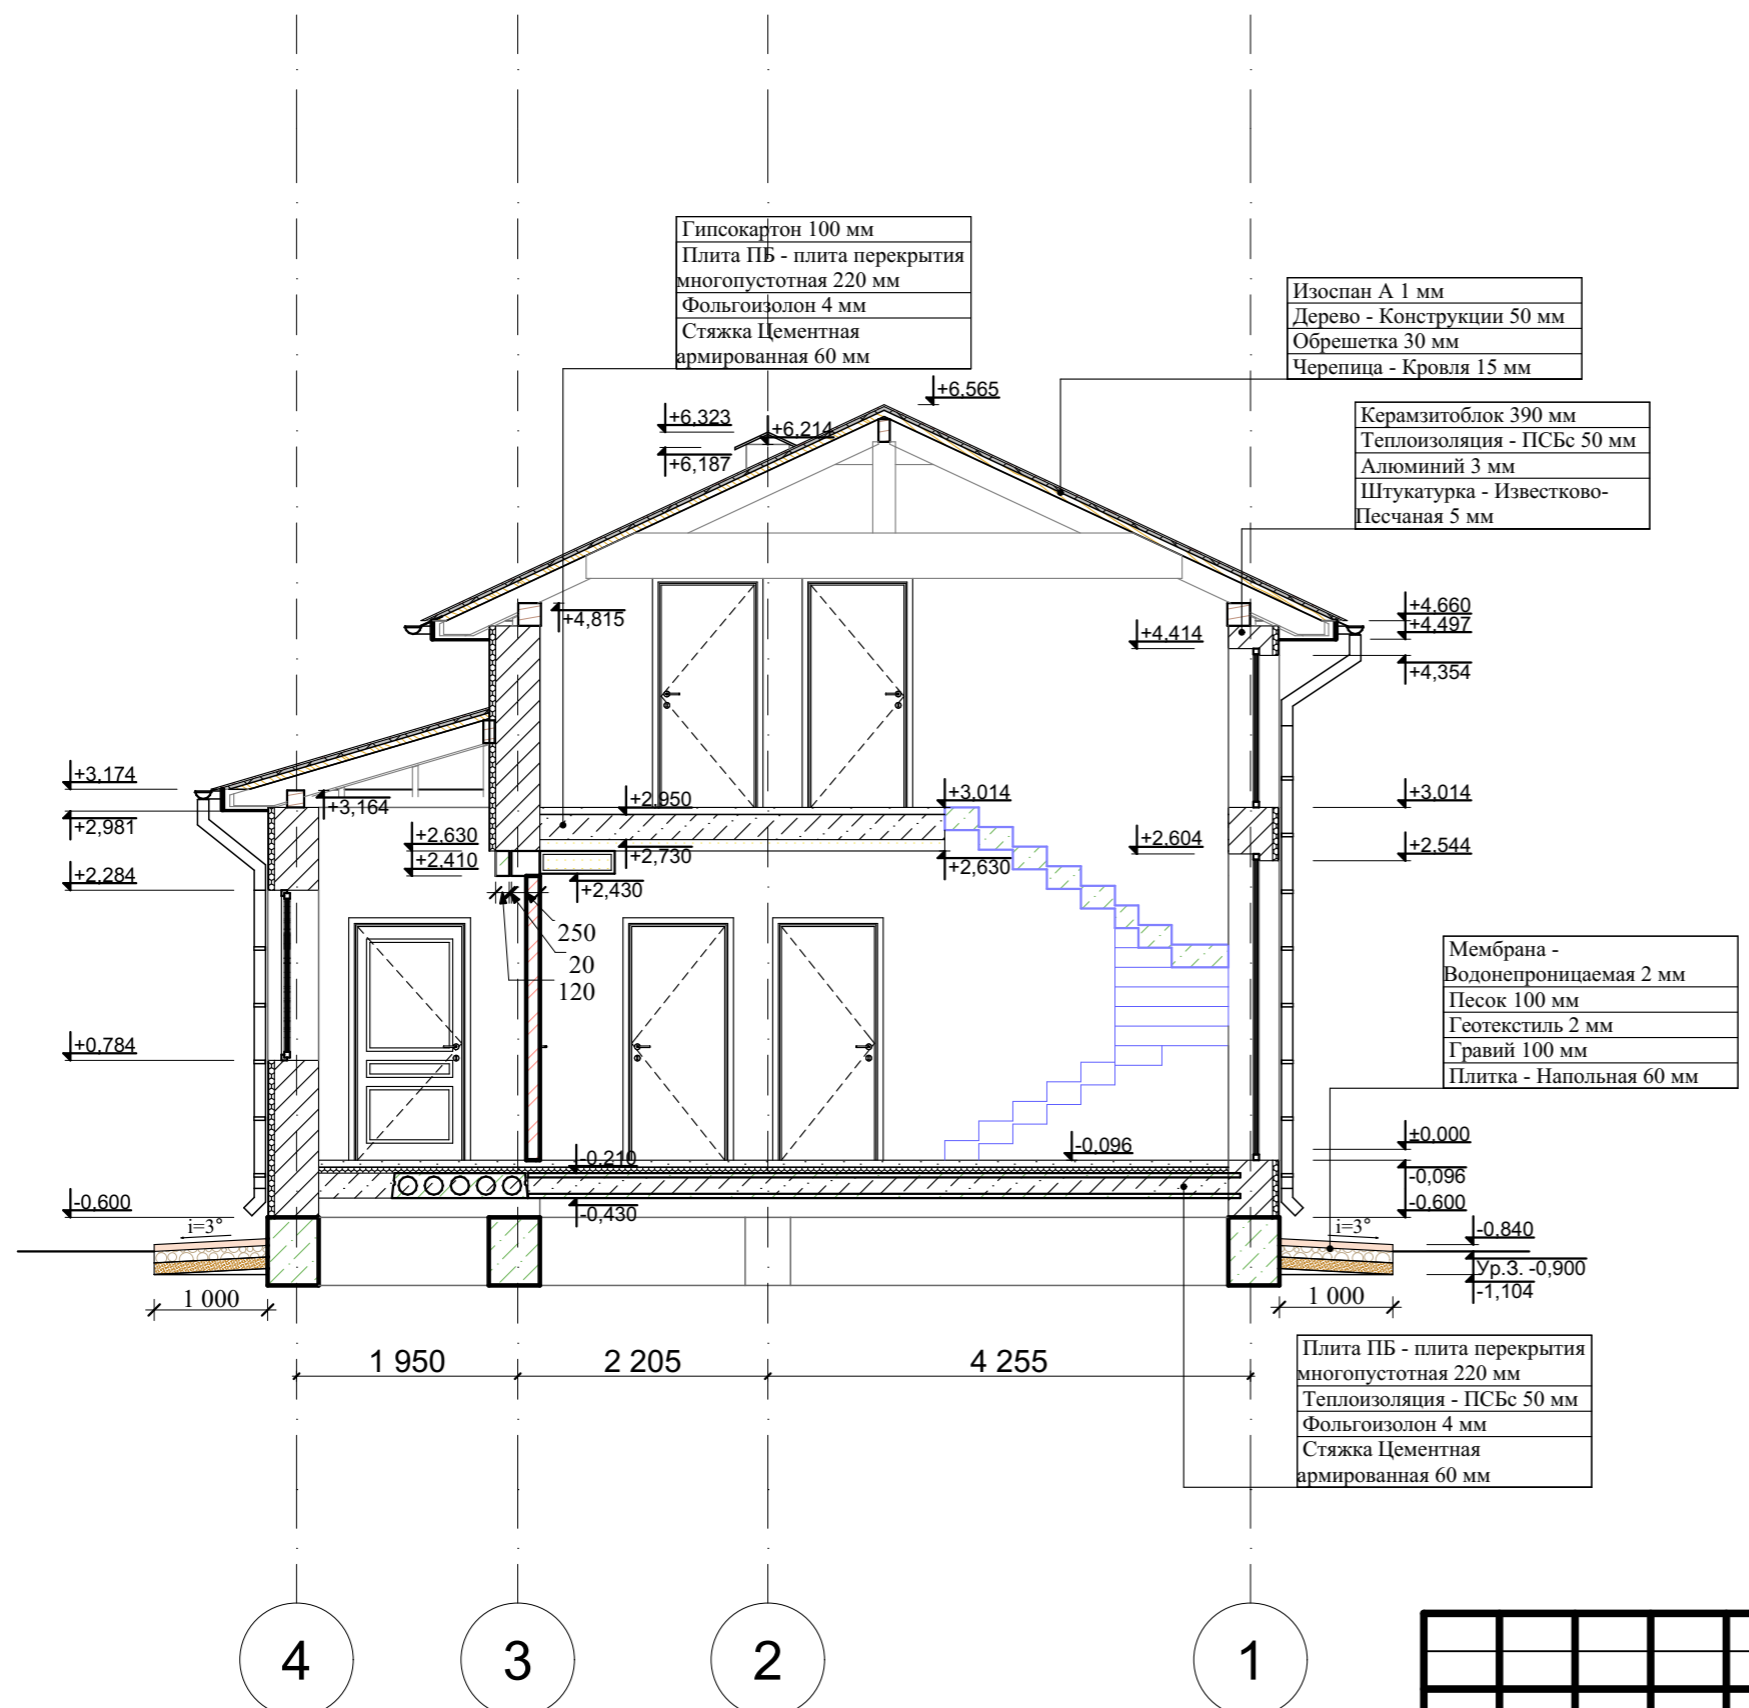 Гипсокартон 100 мм
Плита ПБ - плита перекрытия
многопустотная 220 мм
Фольгоизолон 4 мм
Стяжка Цементная
армированная 60 мм
Изоспан А 1 мм
Дерево - Конструкции 50 мм
Обрешетка 30 мм
Черепица - Кровля 15 мм
Керамзитоблок 390 мм
Теплоизоляция - ПСБс 50 мм
Алюминий 3 мм
Штукатурка - Известково-
Песчаная 5 мм
+6,565
+6,323
+6,214
+6,187
+4,815
+4,414
+4,660
+4,497
+4,354
+3,174
+3,164
+2,981
+2,950
+3,014
+3,014
+2,630
+2,410
+2,730
+2,630
+2,604
+2,544
+2,284
+2,430
250
20
120
Мембрана -
Водонепроницаемая 2 мм
Песок 100 мм
Геотекстиль 2 мм
Гравий 100 мм
Плитка - Напольная 60 мм
+0,784
±0,000
-0,096
-0,096
-0,210
-0,430
-0,600
-0,600
i=3°
i=3°
-0,840
Ур.З. -0,900
-1,104
1 000
1 000
1 950
2 205
4 255
Плита ПБ - плита перекрытия
многопустотная 220 мм
Теплоизоляция - ПСБс 50 мм
Фольгоизолон 4 мм
Стяжка Цементная
армированная 60 мм
4
3
2
1